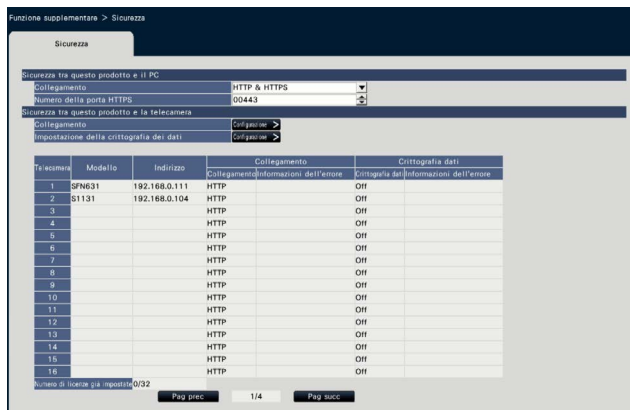 Funzione supplementare > Sicurezza
Sicurezza
Sicurezza tra questo prodotto e il PC
Collegamento HTTP & HTTPS
Numero della porta HTTPS 00443
Sicurezza tra questo prodotto e la telecamera
Collegamento Configurazione >
Impostazione della crittografia dei dati Configurazione >
Telecamera Modello Indirizzo Collegamento Crittografia dati
Collegamento Informazioni dell'errore Crittografia dati Informazioni dell'errore
1 SFN631 192.168.0.111 HTTP Off
2 S1131 192.168.0.104 HTTP Off
3 HTTP Off
4 HTTP Off
5 HTTP Off
6 HTTP Off
7 HTTP Off
8 HTTP Off
9 HTTP Off
10 HTTP Off
11 HTTP Off
12 HTTP Off
13 HTTP Off
14 HTTP Off
15 HTTP Off
16 HTTP Off
Numero di licenze già impostate 0/32
Pag prec 1/4 Pag succ